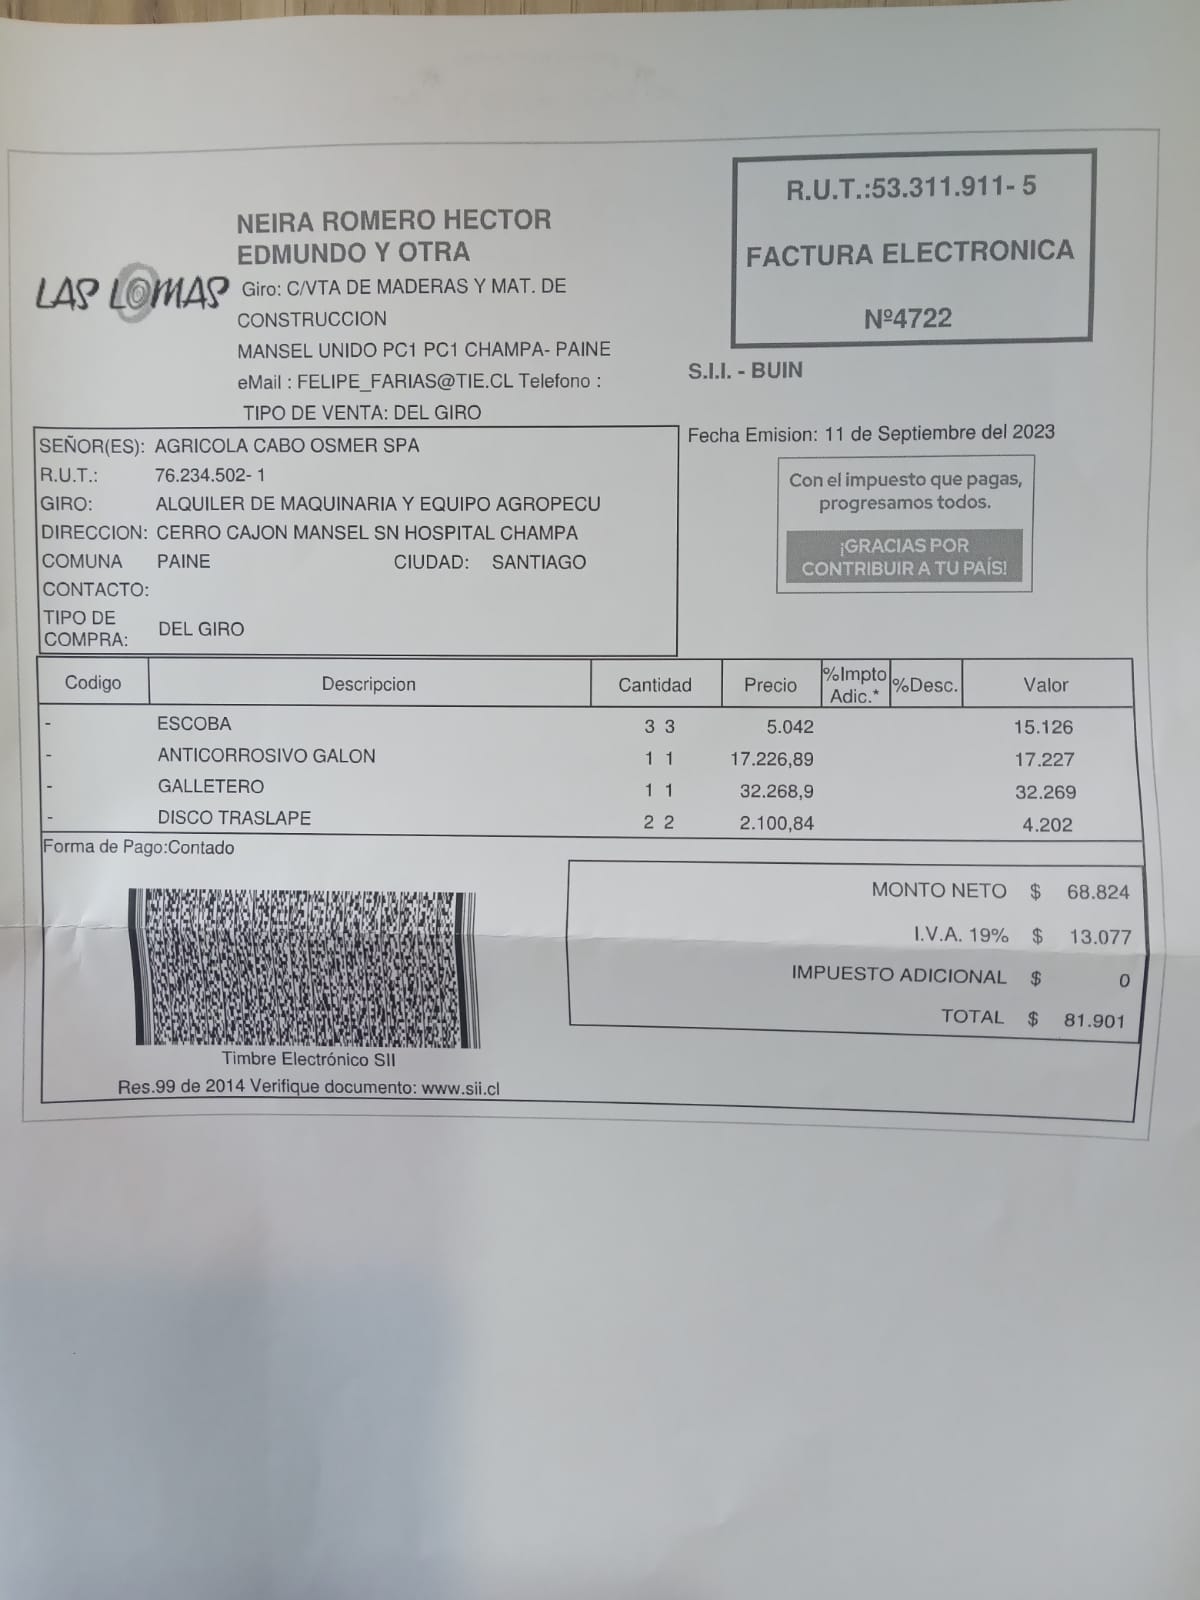 LAS LOMAS
NEIRA ROMERO HECTOR
EDMUNDO Y OTRA
Giro: C/VTA DE MADERAS Y MAT. DE
CONSTRUCCION
MANSEL UNIDO PC1 PC1 CHAMPA- PAINE
eMail : FELIPE_FARIAS@TIE.CL Telefono :
TIPO DE VENTA: DEL GIRO
R.U.T.:53.311.911- 5
FACTURA ELECTRONICA
Nº4722
S.I.I. - BUIN
Fecha Emision: 11 de Septiembre del 2023
Con el impuesto que pagas,
progresamos todos.
¡GRACIAS POR
CONTRIBUIR A TU PAÍS!
SEÑOR(ES): AGRICOLA CABO OSMER SPA
R.U.T.: 76.234.502- 1
GIRO: ALQUILER DE MAQUINARIA Y EQUIPO AGROPECU
DIRECCION: CERRO CAJON MANSEL SN HOSPITAL CHAMPA
COMUNA PAINE CIUDAD: SANTIAGO
CONTACTO:
TIPO DE
COMPRA: DEL GIRO
Codigo Descripcion Cantidad Precio %Impto Adic.* %Desc. Valor
- ESCOBA 3 3 5.042 15.126
- ANTICORROSIVO GALON 1 1 17.226,89 17.227
- GALLETERO 1 1 32.268,9 32.269
- DISCO TRASLAPE 2 2 2.100,84 4.202
Forma de Pago:Contado
MONTO NETO $ 68.824
I.V.A. 19% $ 13.077
IMPUESTO ADICIONAL $ 0
TOTAL $ 81.901
Timbre Electrónico SII
Res.99 de 2014 Verifique documento: www.sii.cl